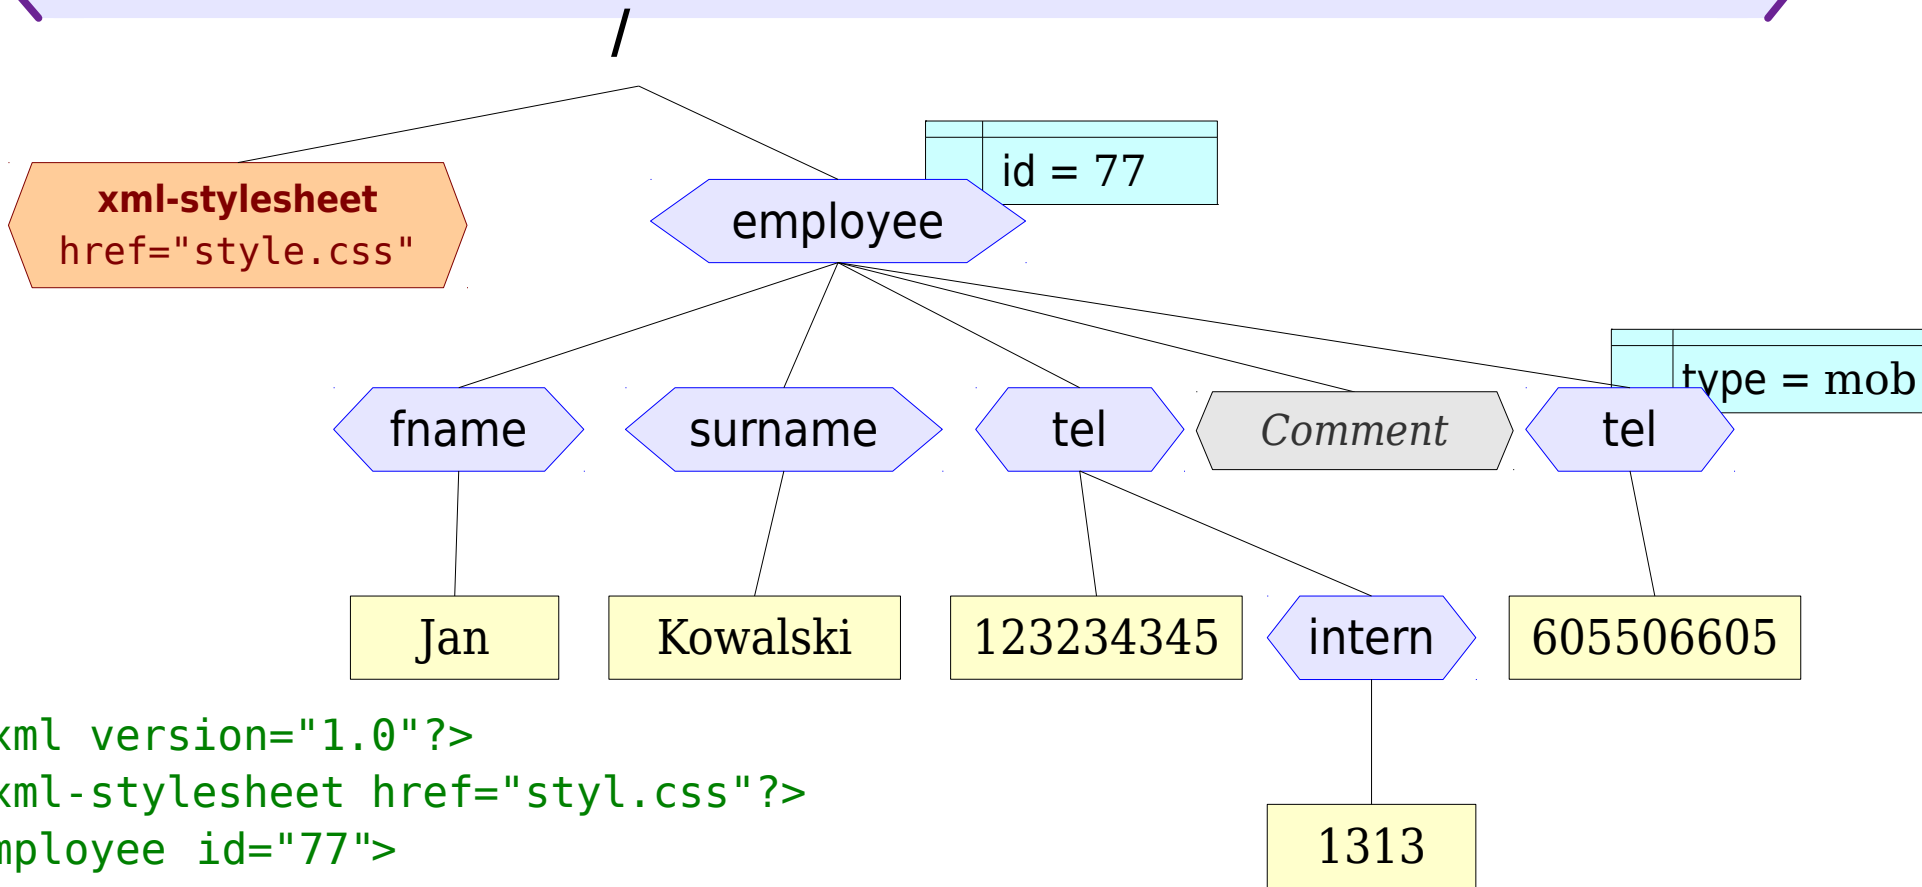 /
id = 77
xml-stylesheet
href="style.css"
employee
type = mob
fname
surname
tel
Comment
tel
Jan
Kowalski
123234345
intern
605506605
xml version="1.0"?>
xml-stylesheet href="styl.css"?>
mployee id="77">
1313